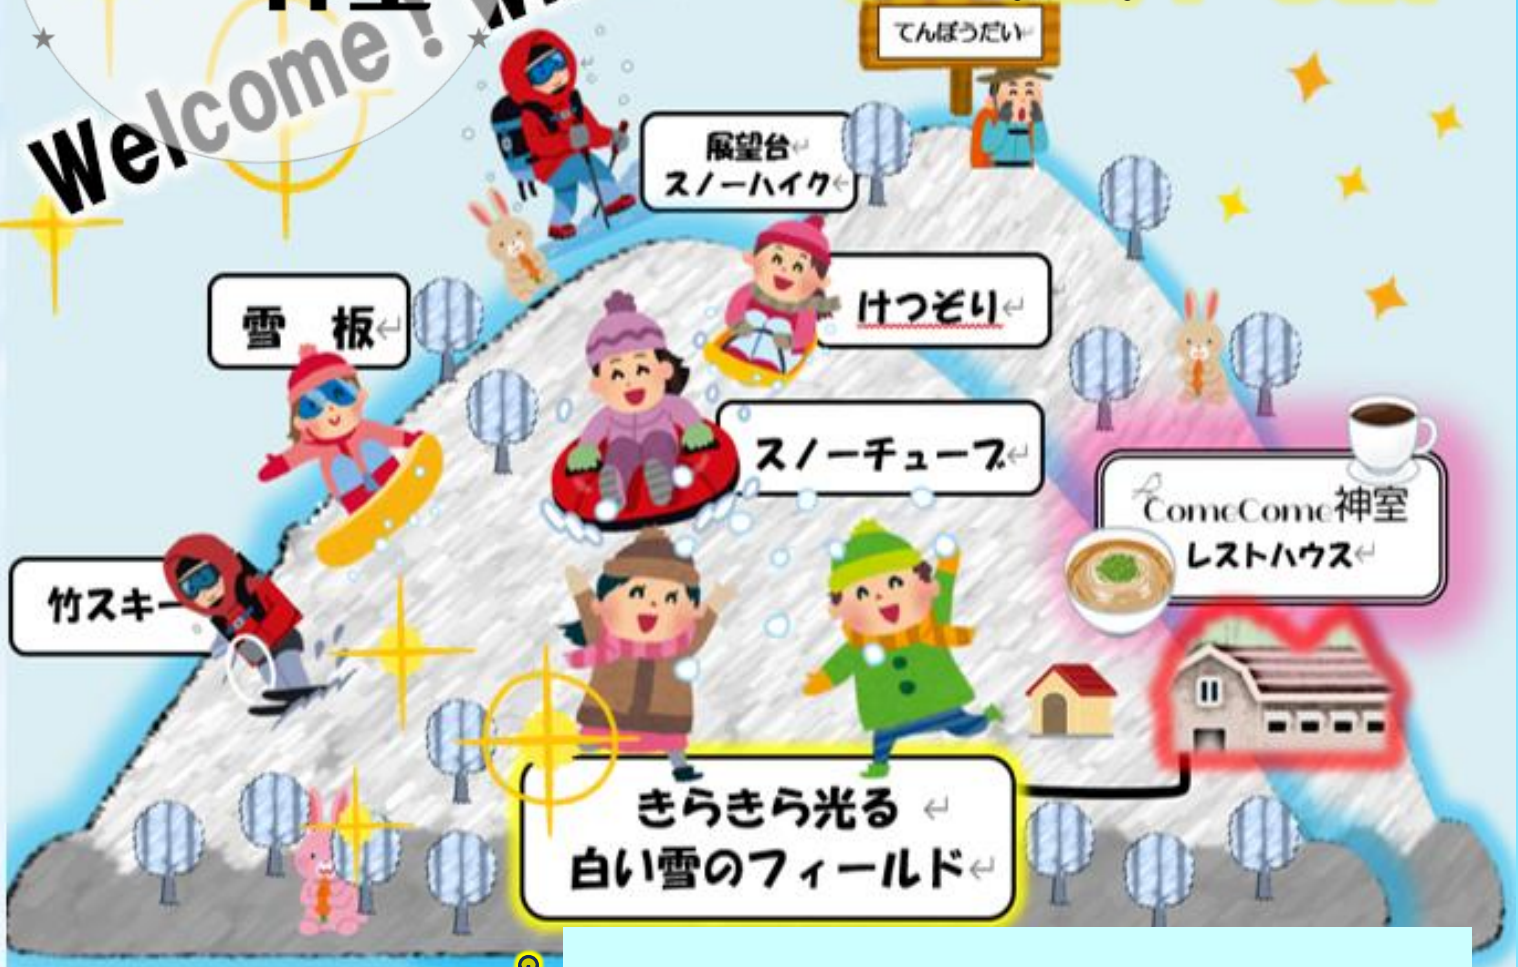 Welcome!
てんぼうだい
展望台
スノーハイク
けつぞり
雪 板
スノーチューブ
ComeCome神室
レストハウス
竹スキー
きらきら光る
白い雪のフィールド